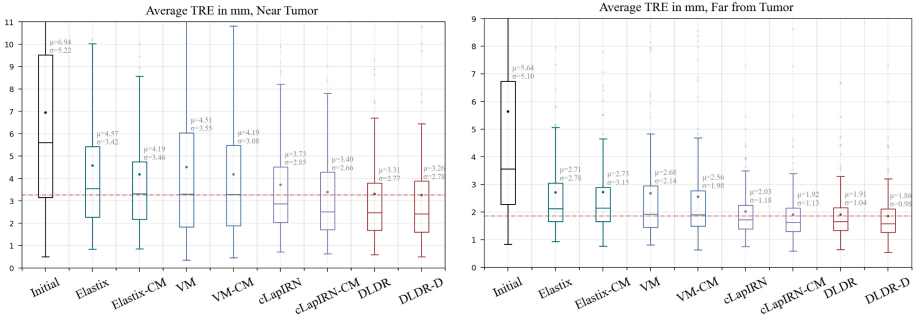 Average TRE in mm, Near Tumor
11
10
9
8
7
6
5
4
3
2
1
0
μ=6.94
σ=5.22
μ=4.57
σ=3.42
μ=4.19
σ=3.46
μ=4.51
σ=3.55
μ=4.19
σ=3.08
μ=3.73
σ=2.85
μ=3.40
σ=2.66
μ=3.31
σ=2.77
μ=3.26
σ=2.78
Initial
Elastix
Elastix-CM
VM
VM-CM
cLapIRN
cLapIRN-CM
DLDR
DLDR-D
Average TRE in mm, Far from Tumor
9
8
7
6
5
4
3
2
1
0
μ=5.64
σ=5.10
μ=2.71
σ=2.78
μ=2.73
σ=3.15
μ=2.68
σ=2.14
μ=2.56
σ=1.98
μ=2.03
σ=1.18
μ=1.92
σ=1.13
μ=1.91
σ=1.04
μ=1.86
σ=0.98
Initial
Elastix
Elastix-CM
VM
VM-CM
cLapIRN
cLapIRN-CM
DLDR
DLDR-D